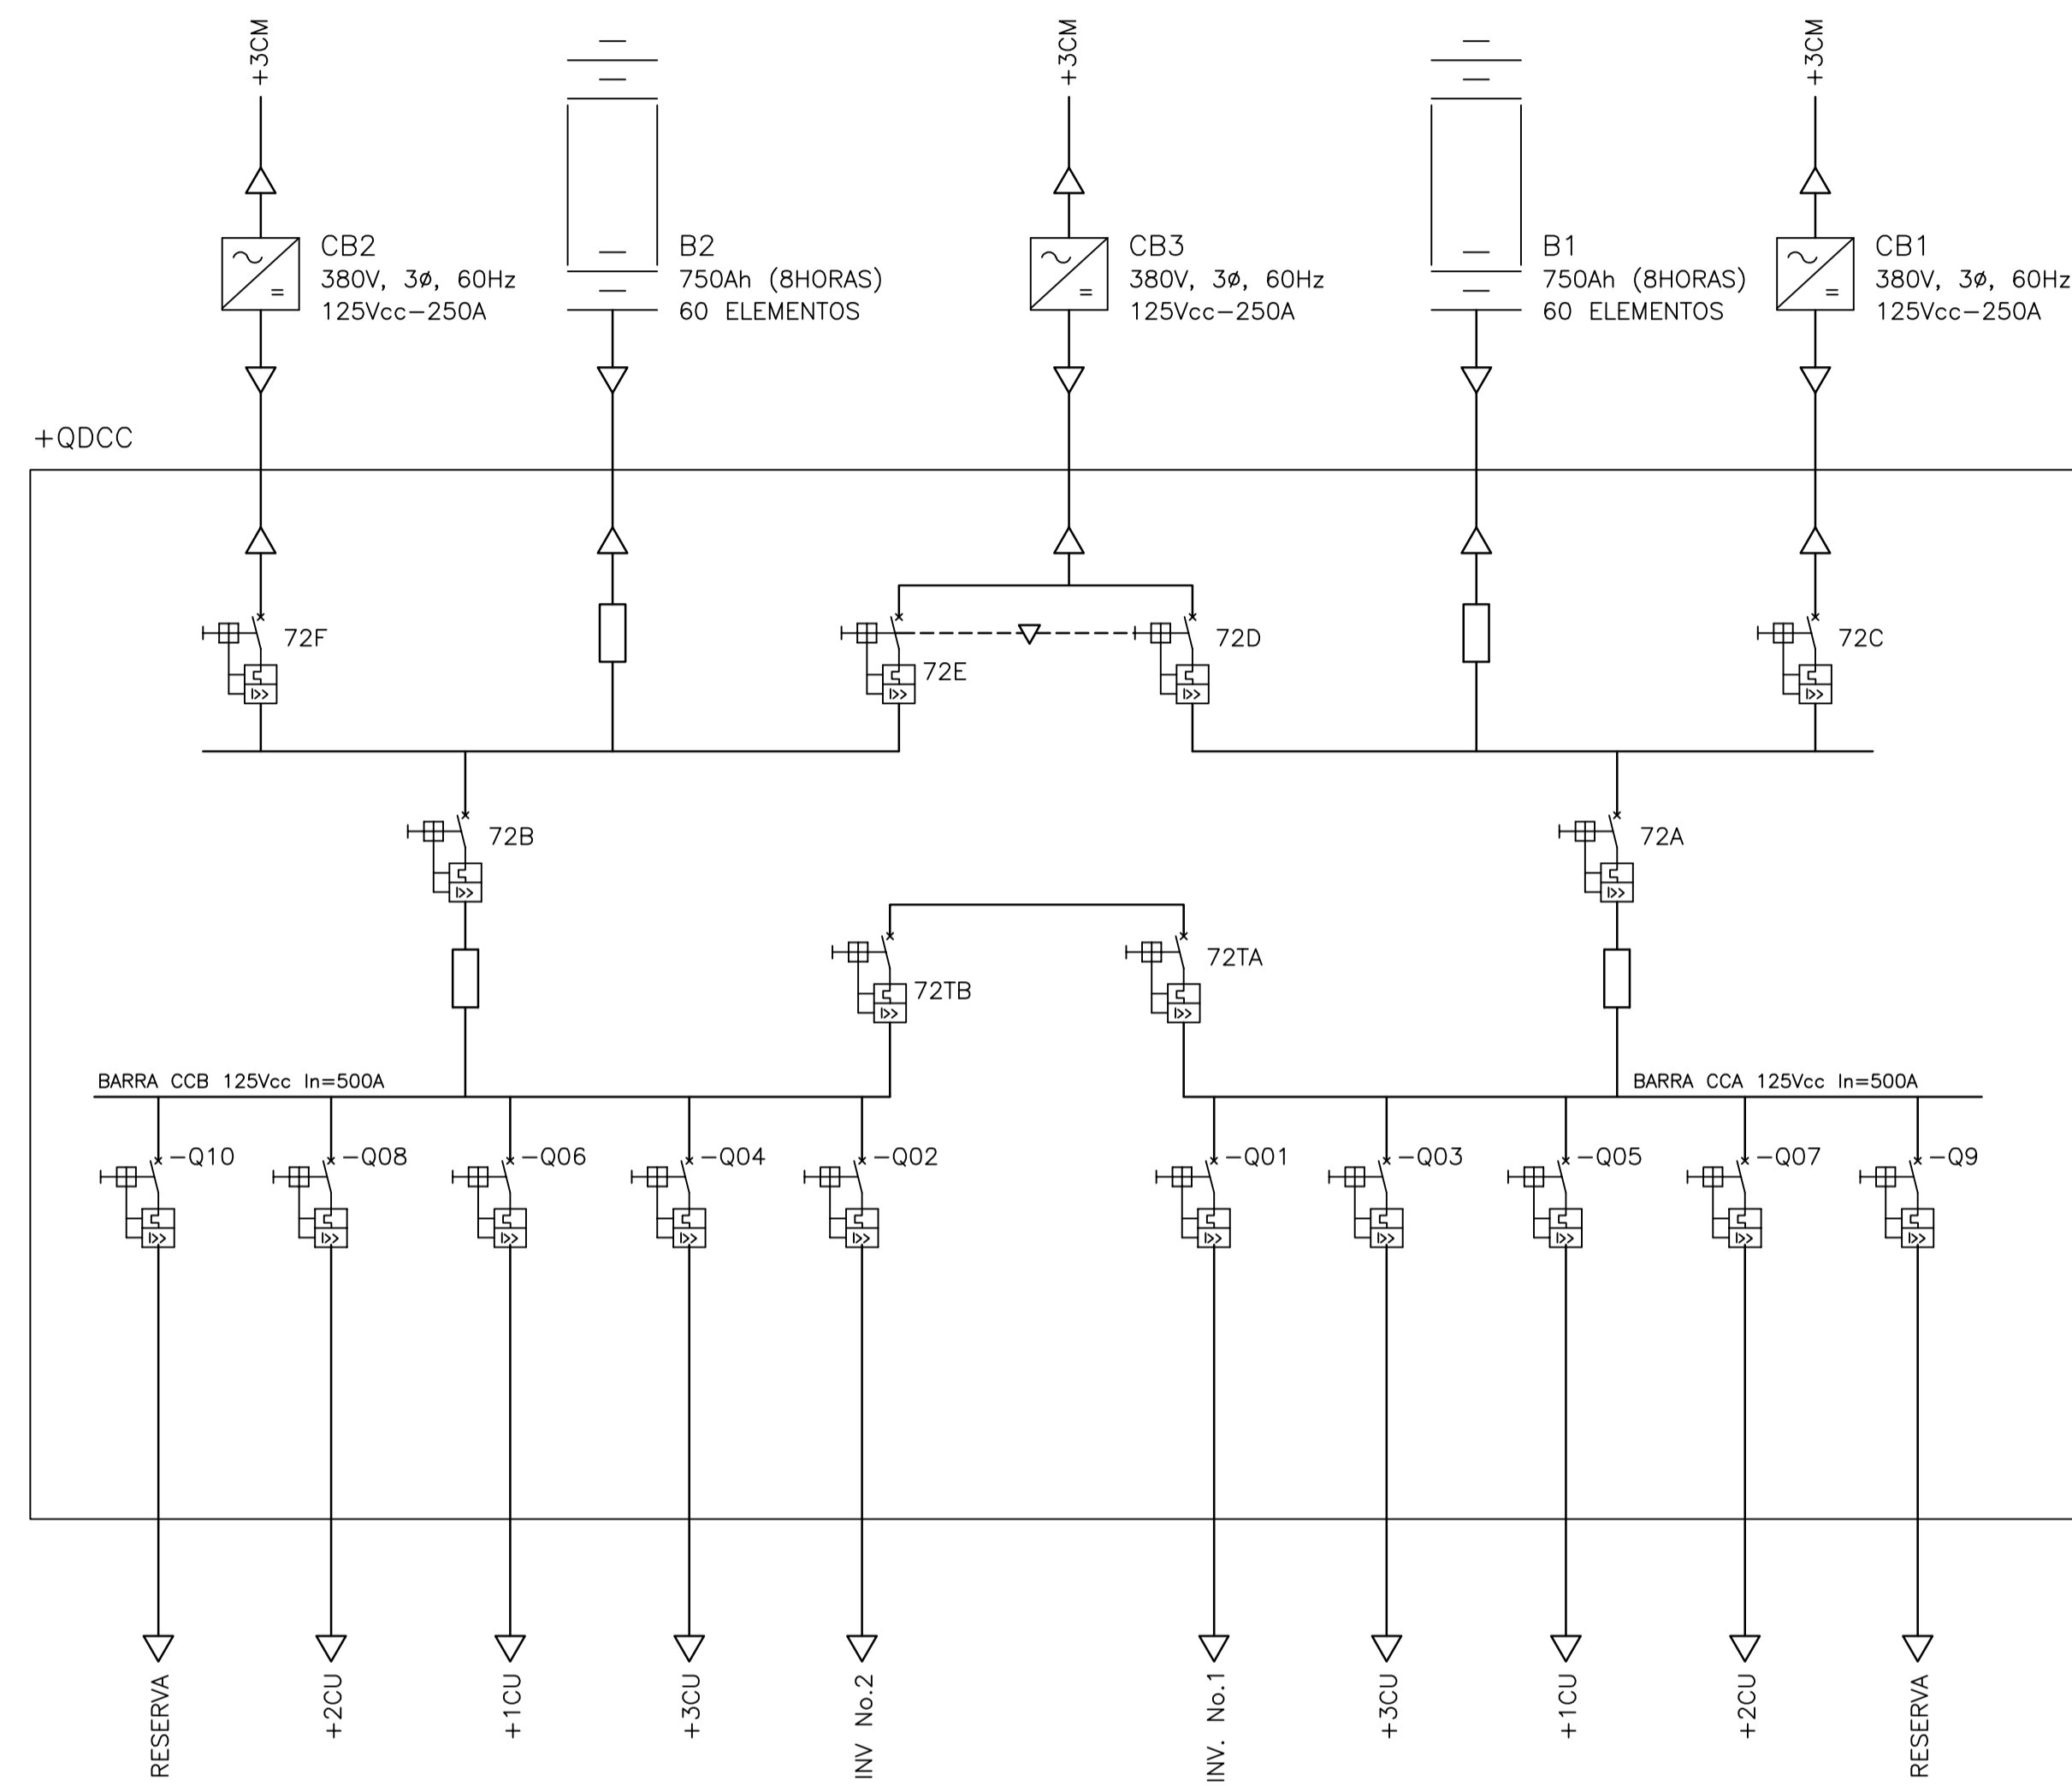 +3CM
+3CM
+3CM
CB2
380V, 3ø, 60Hz
125Vcc-250A
B2
750Ah (8HORAS)
60 ELEMENTOS
CB3
380V, 3ø, 60Hz
125Vcc-250A
B1
750Ah (8HORAS)
60 ELEMENTOS
CB1
380V, 3ø, 60Hz
125Vcc-250A
+QDCC
72F
72E
72D
72C
I>>
I>>
I>>
I>>
72B
72A
I>>
I>>
72TB
72TA
I>>
I>>
BARRA CCB 125Vcc In=500A
BARRA CCA 125Vcc In=500A
-Q10
-Q08
-Q06
-Q04
-Q02
-Q01
-Q03
-Q05
-Q07
-Q9
I>>
I>>
I>>
I>>
I>>
I>>
I>>
I>>
I>>
I>>
RESERVA
+2CU
+1CU
+3CU
INV No.2
INV. No.1
+3CU
+1CU
+2CU
RESERVA